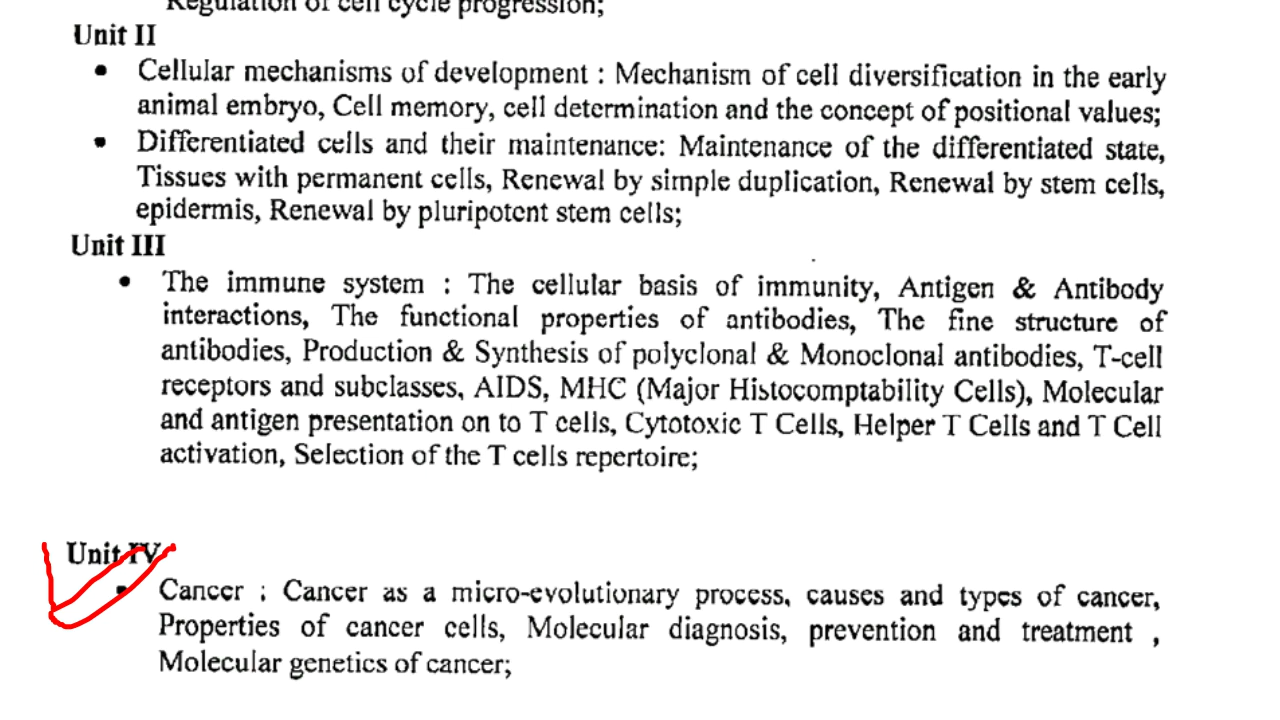 Regulation of cell cycle progression;
Unit II
• Cellular mechanisms of development : Mechanism of cell diversification in the early
animal embryo, Cell memory, cell determination and the concept of positional values;
• Differentiated cells and their maintenance: Maintenance of the differentiated state,
Tissues with permanent cells, Renewal by simple duplication, Renewal by stem cells,
epidermis, Renewal by pluripotent stem cells;
Unit III
• The immune system : The cellular basis of immunity, Antigen & Antibody
interactions, The functional properties of antibodies, The fine structure of
antibodies, Production & Synthesis of polyclonal & Monoclonal antibodies, T-cell
receptors and subclasses, AIDS, MHC (Major Histocomptability Cells), Molecular
and antigen presentation on to T cells, Cytotoxic T Cells, Helper T Cells and T Cell
activation, Selection of the T cells repertoire;
Unit IV
• Cancer : Cancer as a micro-evolutionary process, causes and types of cancer,
Properties of cancer cells, Molecular diagnosis, prevention and treatment ,
Molecular genetics of cancer;